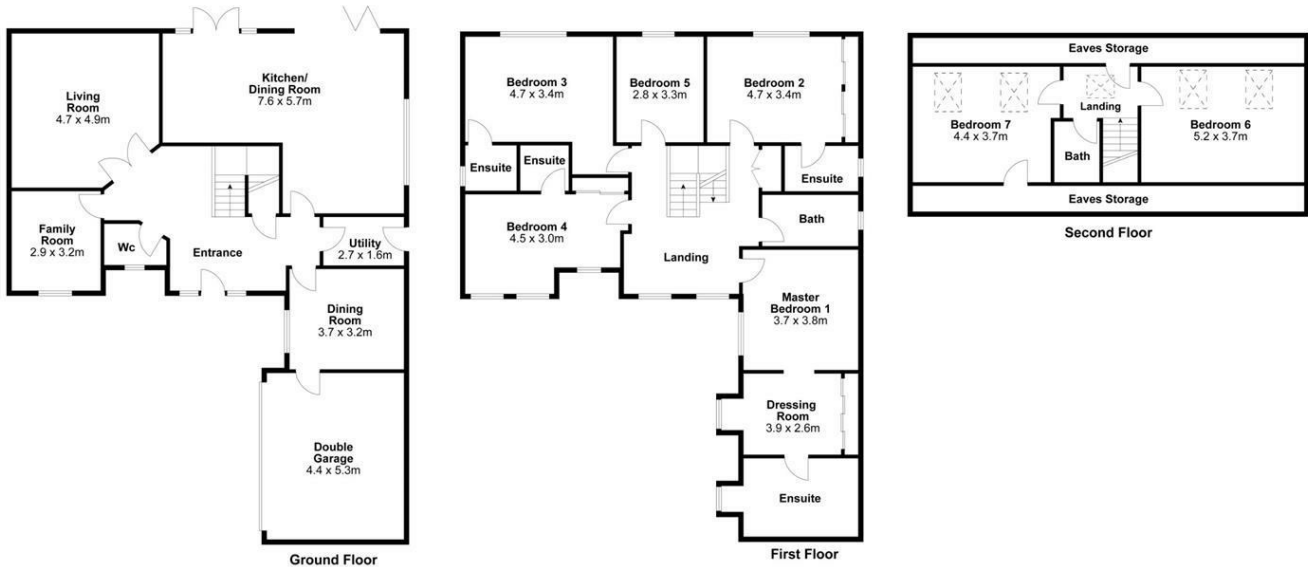 Living
Room
4.7 x 4.9m
Kitchen/
Dining Room
7.6 x 5.7m
Family
Room
2.9 x 3.2m
Wc
Entrance
Utility
2.7 x 1.6m
Dining
Room
3.7 x 3.2m
Double
Garage
4.4 x 5.3m
Ground Floor
Bedroom 3
4.7 x 3.4m
Bedroom 5
2.8 x 3.3m
Bedroom 2
4.7 x 3.4m
Ensuite
Ensuite
Ensuite
Bedroom 4
4.5 x 3.0m
Bath
Landing
Master
Bedroom 1
3.7 x 3.8m
Dressing
Room
3.9 x 2.6m
Ensuite
First Floor
Eaves Storage
Bedroom 7
4.4 x 3.7m
Landing
Bath
Bedroom 6
5.2 x 3.7m
Eaves Storage
Second Floor